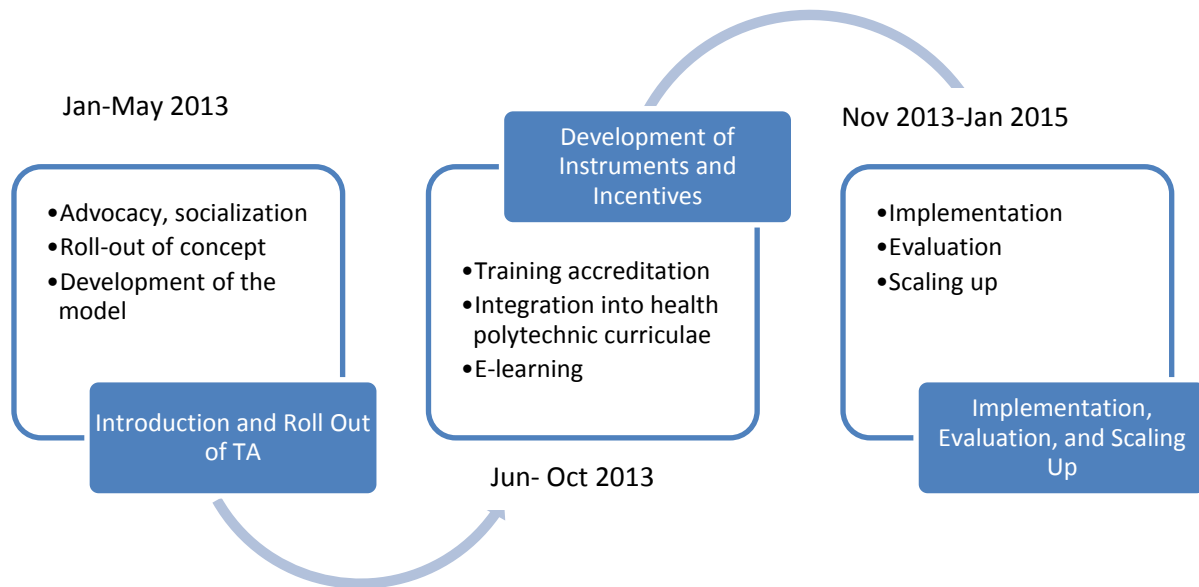 Jan-May 2013
•Advocacy, socialization
•Roll-out of concept
•Development of the
model
Introduction and Roll Out
of TA
Development of
Instruments and
Incentives
•Training accreditation
•Integration into health
polytechnic curriculae
•E-learning
Jun- Oct 2013
Nov 2013-Jan 2015
•Implementation
•Evaluation
•Scaling up
Implementation,
Evaluation, and Scaling
Up